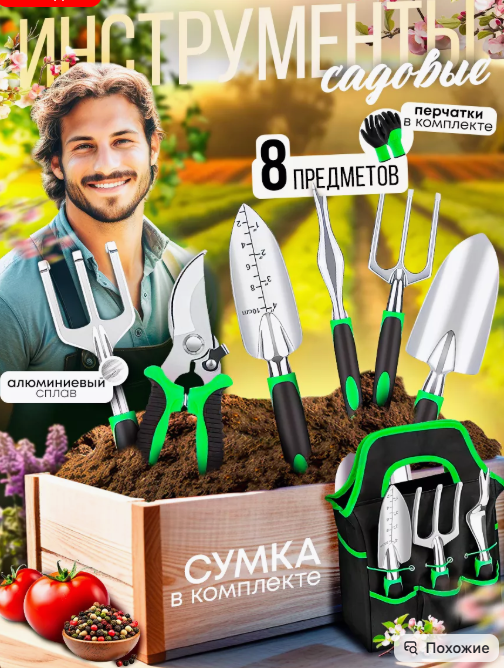 ИНСТРУМЕНТЫ
садовые
перчатки
в комплекте
8 ПРЕДМЕТОВ
алюминиевый
сплав
СУМКА
в комплекте
Похожие